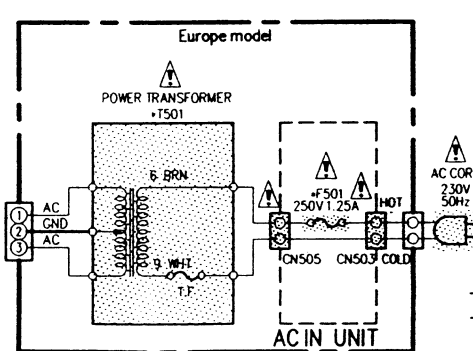 Europe model
POWER TRANSFORMER
*T501
6 BRN
*F501
250V 1.25A
HOT
AC COR
230V
50Hz
1
AC
2
GND
3
AC
9 WHT
T.F
CN505
CN503
COLD
AC IN UNIT